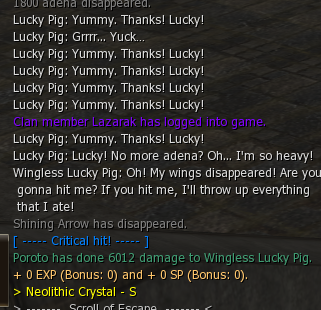 1800 adena disappeared.
Lucky Pig: Yummy. Thanks! Lucky!
Lucky Pig: Grrrr... Yuck...
Lucky Pig: Yummy. Thanks! Lucky!
Lucky Pig: Yummy. Thanks! Lucky!
Lucky Pig: Yummy. Thanks! Lucky!
Lucky Pig: Yummy. Thanks! Lucky!
Clan member Lazarak has logged into game.
Lucky Pig: Yummy. Thanks! Lucky!
Lucky Pig: Lucky! No more adena? Oh... I'm so heavy!
Wingless Lucky Pig: Oh! My wings disappeared! Are you
gonna hit me? If you hit me, I'll throw up everything
that I ate!
Shining Arrow has disappeared.
[ ----- Critical hit! ----- ]
Poroto has done 6012 damage to Wingless Lucky Pig.
+ 0 EXP (Bonus: 0) and + 0 SP (Bonus: 0).
> Neolithic Crystal - S
> ------- Scroll of Escape ------- <